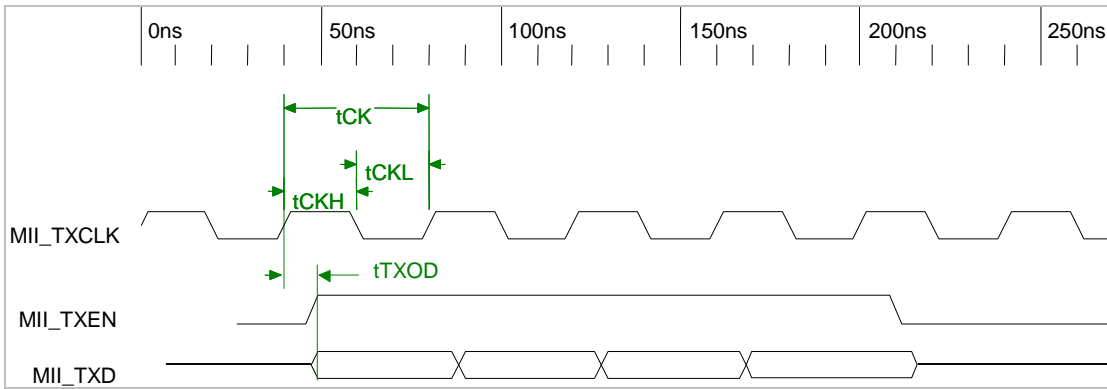 0ns 50ns 100ns 150ns 200ns 250ns
tCK
tCKL
tCKH
MII_TXCLK
tTXOD
MII_TXEN
MII_TXD